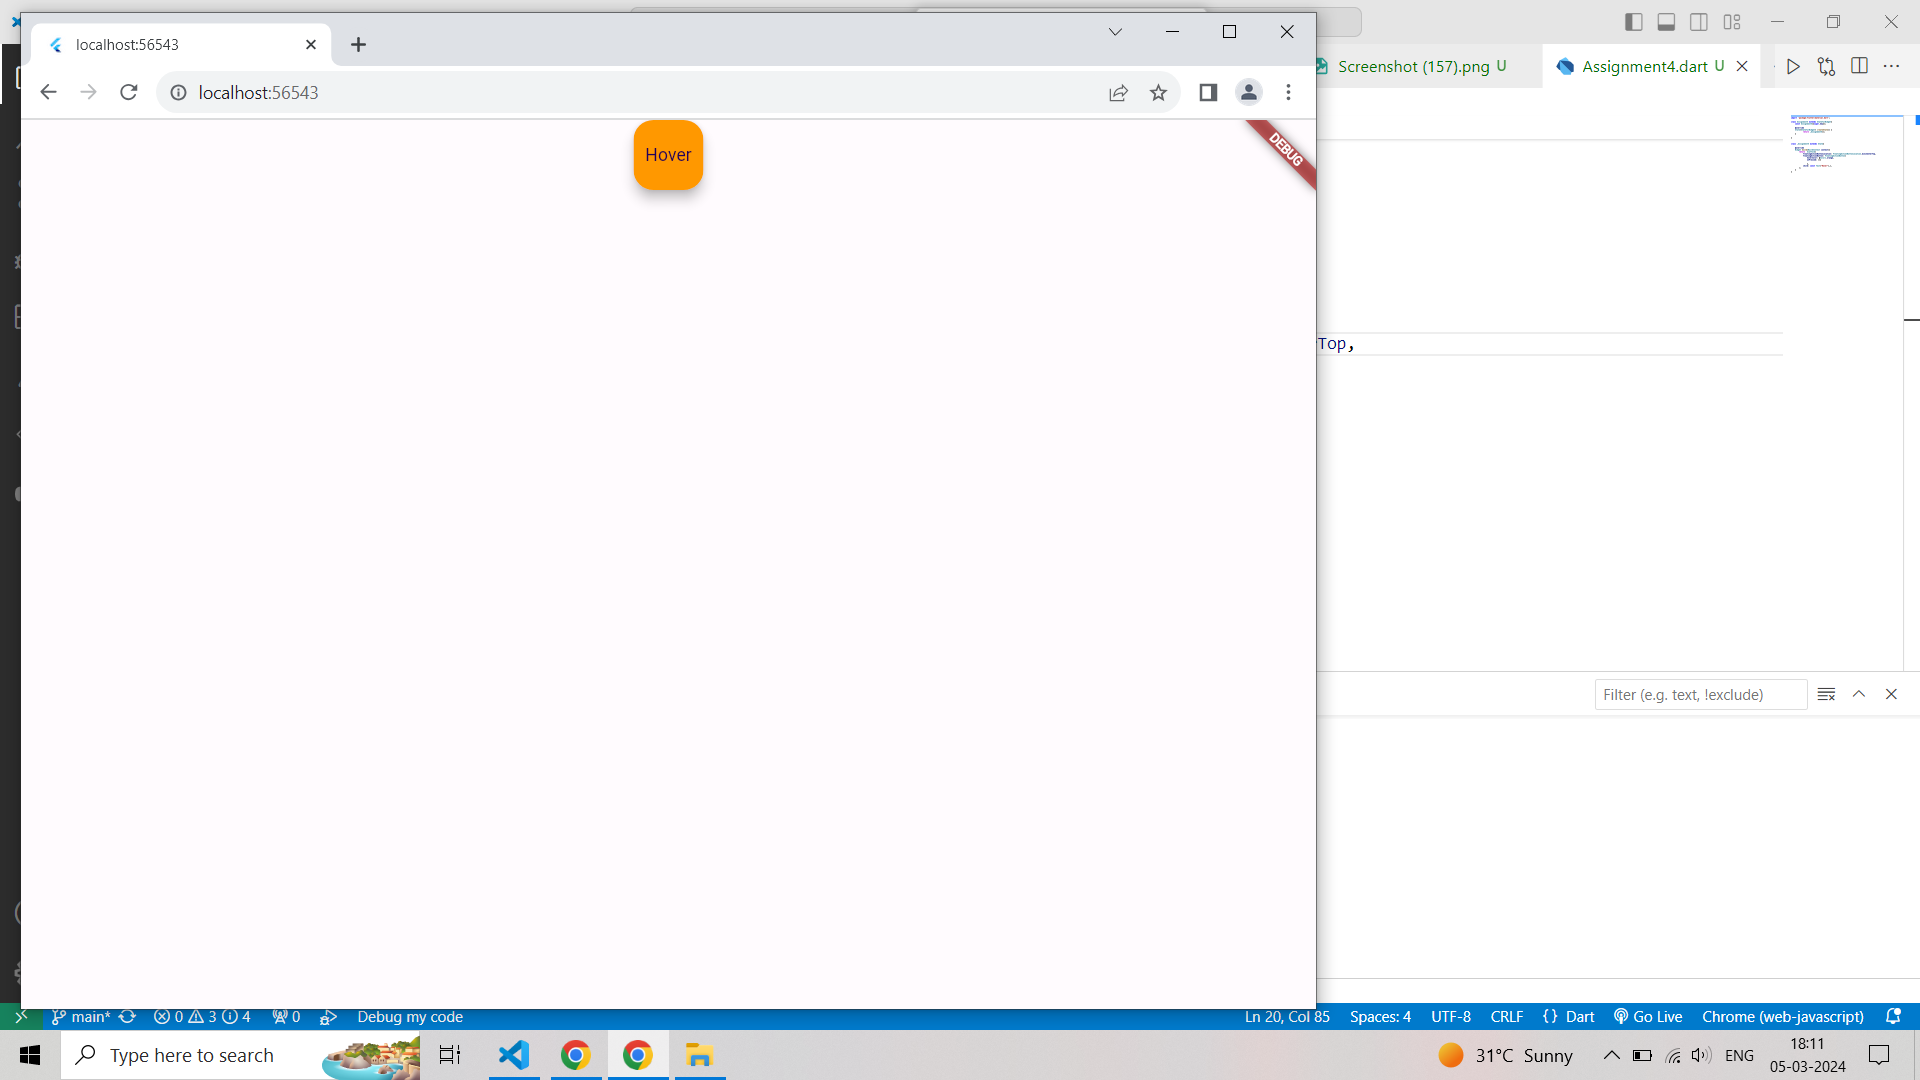 localhost:56543
localhost:56543
Hover
DEBUG
Screenshot (157).png U
Assignment4.dart U
Top,
Filter (e.g. text, !exclude)
main*
0
3
4
0
Debug my code
Ln 20, Col 85
Spaces: 4
UTF-8
CRLF
{} Dart
Go Live
Chrome (web-javascript)
Type here to search
31°C Sunny
ENG
18:11
05-03-2024